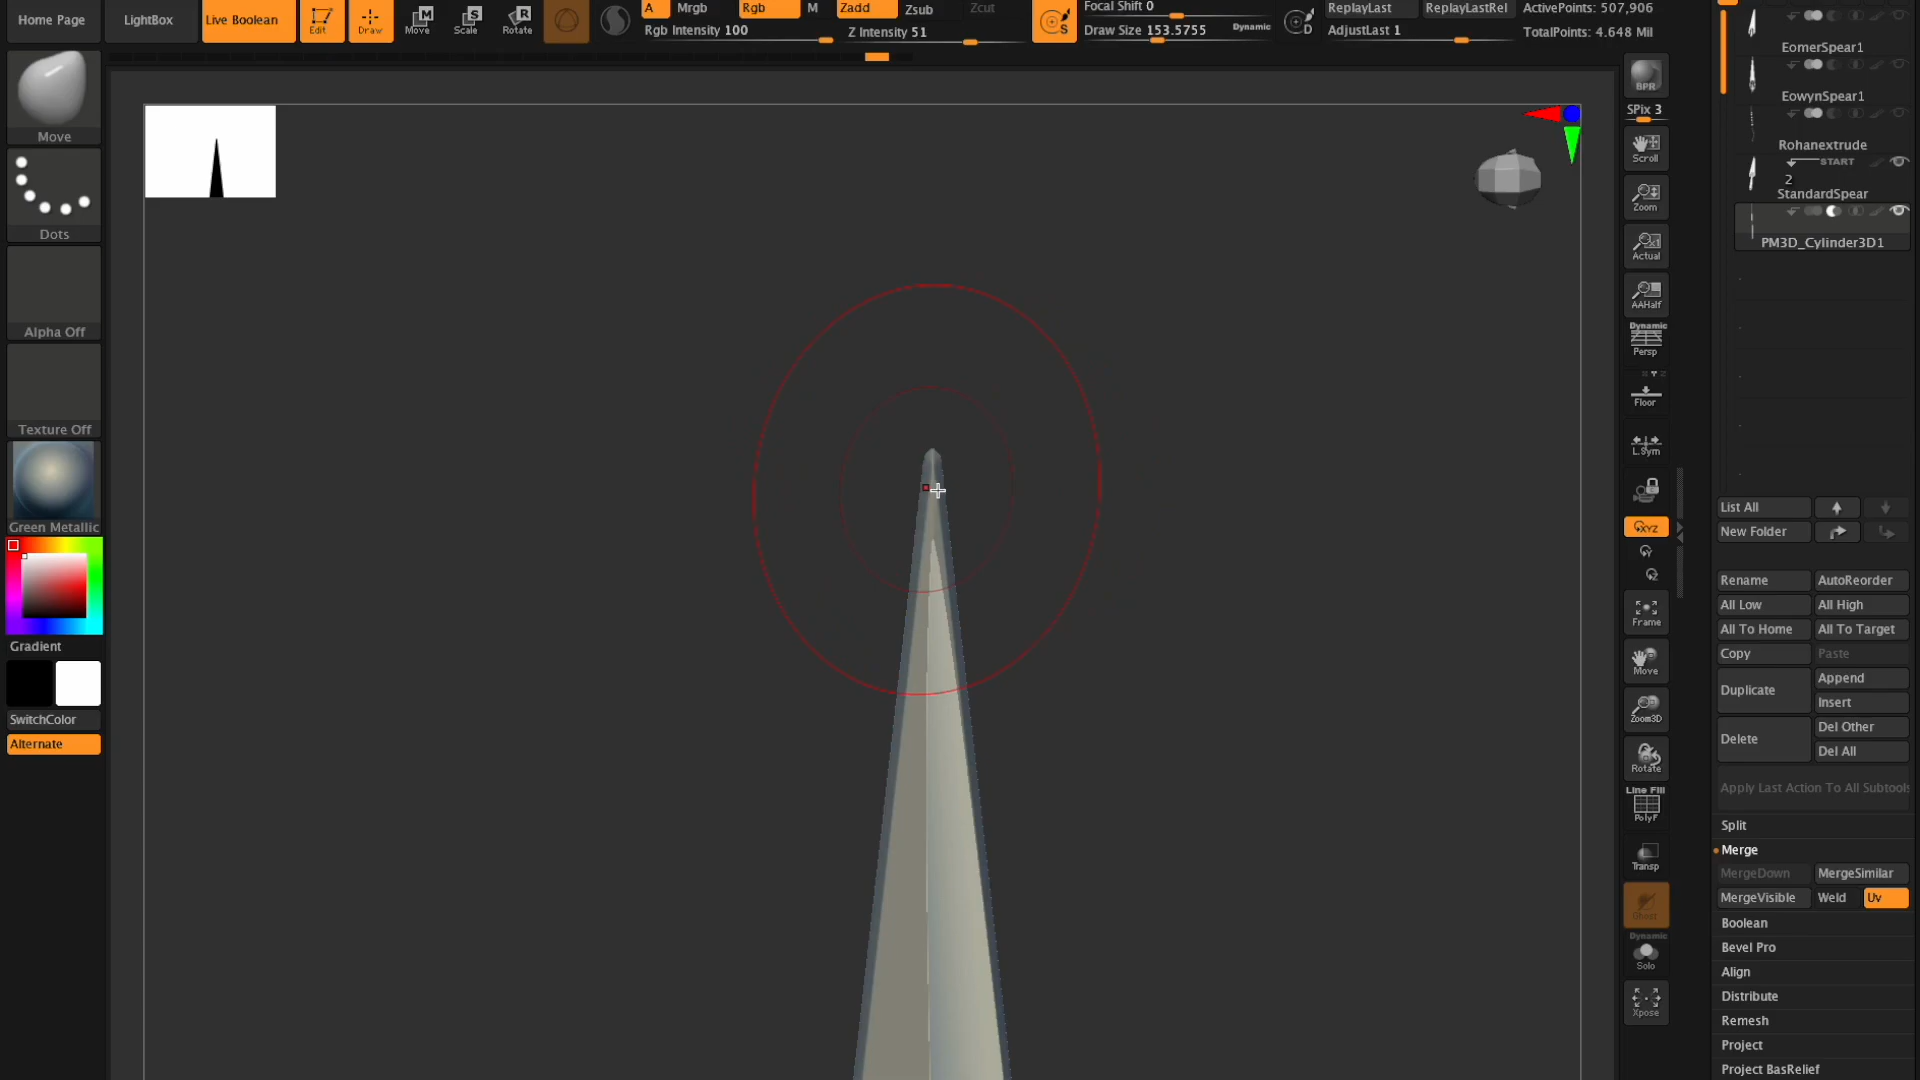 Home Page
LightBox
Live Boolean
Edit
Draw
Move
Scale
Rotate
A
Mrgb
Rgb
M
Zadd
Zsub
Zcut
Rgb Intensity 100
Z Intensity 51
Focal Shift 0
Draw Size 153.5755
Dynamic
S
D
ReplayLast
ReplayLastRel
AdjustLast 1
ActivePoints: 507,906
TotalPoints: 4.648 Mil
Move
Dots
Alpha Off
Texture Off
Green Metallic
Gradient
SwitchColor
Alternate
BPR
SPix 3
Scroll
Zoom
Actual
AAHalf
Dynamic
Persp
Floor
L.Sym
XYZ
Frame
Move
Zoom3D
Rotate
Line Fill
PolyF
Transp
Ghost
Dynamic
Solo
Xpose
EomerSpear1
EowynSpear1
Rohanextrude
START
2
StandardSpear
PM3D_Cylinder3D1
List All
New Folder
Rename
AutoReorder
All Low
All High
All To Home
All To Target
Copy
Paste
Duplicate
Append
Insert
Delete
Del Other
Del All
Apply Last Action To All Subtools
Split
Merge
MergeDown
MergeSimilar
MergeVisible
Weld
Uv
Boolean
Bevel Pro
Align
Distribute
Remesh
Project
Project BasRelief